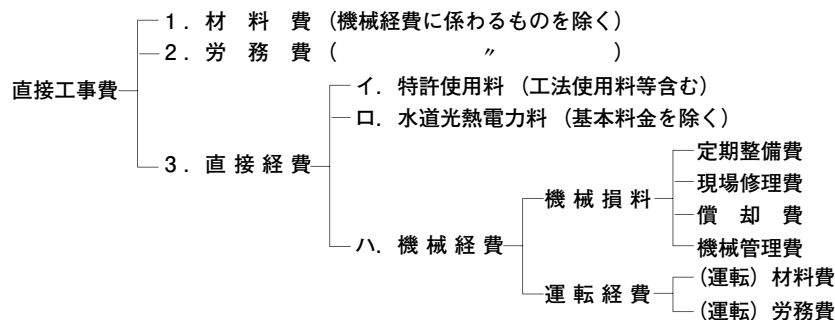 1. 材 料 費 (機械経費に係わるものを除く)
2. 労 務 費 ( 〃 )
直接工事費
イ. 特許使用料 (工法使用料等含む)
ロ. 水道光熱電力料 (基本料金を除く)
3. 直 接 経 費
定期整備費
機 械 損 料
現場修理費
償 却 費
ハ. 機 械 経 費
機械管理費
運 転 経 費
(運転) 材料費
(運転) 労務費